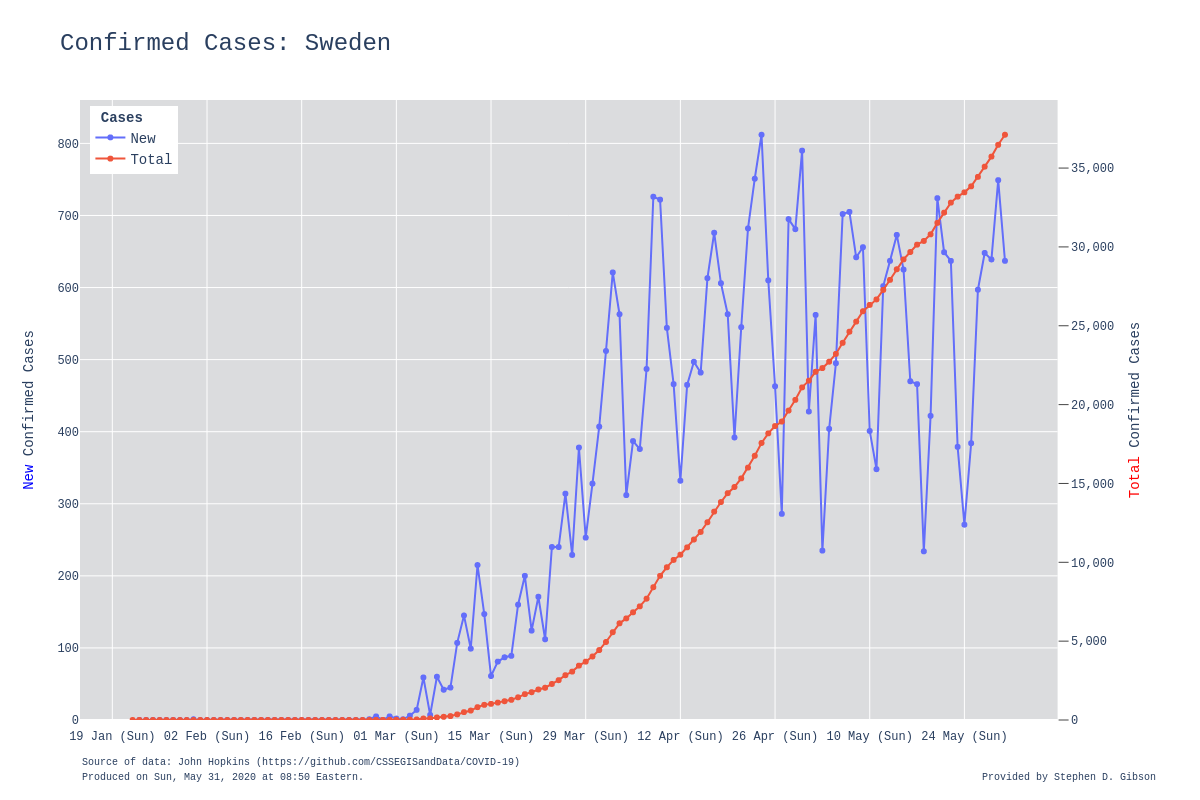 Confirmed Cases: Sweden
Cases
New
Total
800
700
600
500
400
300
200
100
0
New Confirmed Cases
35,000
30,000
25,000
20,000
15,000
10,000
5,000
0
Total Confirmed Cases
19 Jan (Sun) 02 Feb (Sun) 16 Feb (Sun) 01 Mar (Sun) 15 Mar (Sun) 29 Mar (Sun) 12 Apr (Sun) 26 Apr (Sun) 10 May (Sun) 24 May (Sun)
Source of data: John Hopkins (https://github.com/CSSEGISandData/COVID-19)
Produced on Sun, May 31, 2020 at 08:50 Eastern.
Provided by Stephen D. Gibson